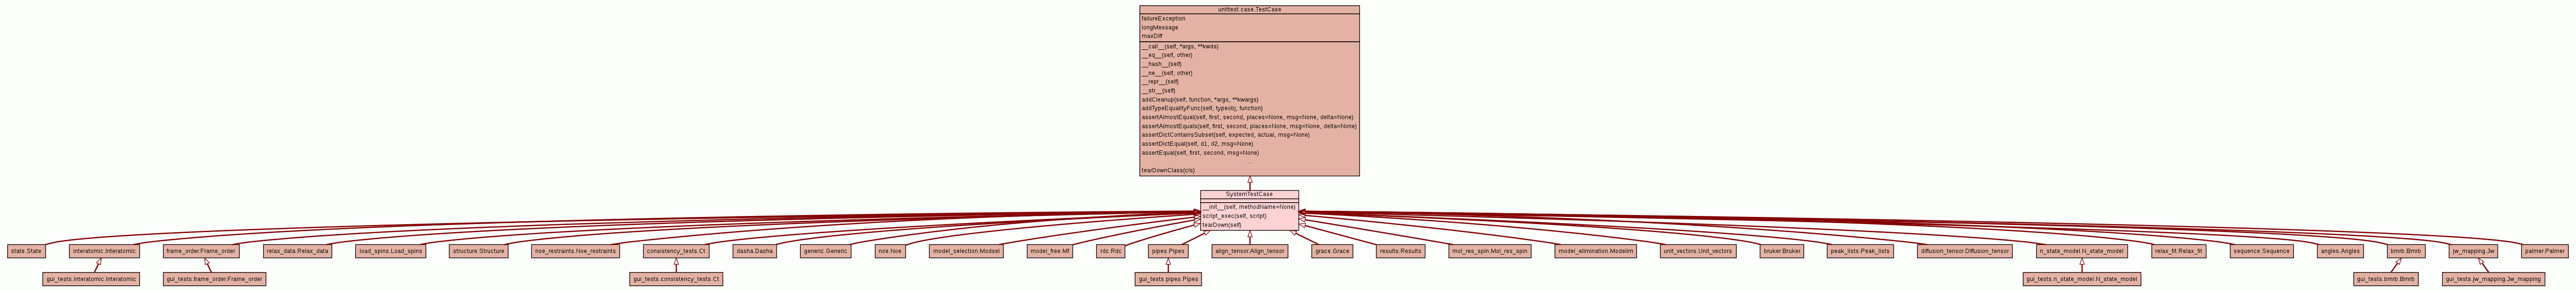 unittest.case.TestCase
failureException
longMessage
maxDiff
__call__(self, *args, **kwds)
__eq__(self, other)
__hash__(self)
__ne__(self, other)
__repr__(self)
__str__(self)
addCleanup(self, function, *args, **kwargs)
addTypeEqualityFunc(self, typeobj, function)
assertAlmostEqual(self, first, second, places=None, msg=None, delta=None)
assertAlmostEquals(self, first, second, places=None, msg=None, delta=None)
assertDictContainsSubset(self, expected, actual, msg=None)
assertDictEqual(self, d1, d2, msg=None)
assertEqual(self, first, second, msg=None)
...
tearDownClass(cls)
SystemTestCase
__init__(self, methodName=None)
script_exec(self, script)
tearDown(self)
state.State
interatomic.Interatomic
frame_order.Frame_order
relax_data.Relax_data
load_spins.Load_spins
structure.Structure
noe_restraints.Noe_restraints
consistency_tests.Ct
dasha.Dasha
generic.Generic
noe.Noe
model_selection.Modsel
model_free.Mf
rdc.Rdc
pipes.Pipes
align_tensor.Align_tensor
grace.Grace
results.Results
mol_res_spin.Mol_res_spin
model_elimination.Modelim
unit_vectors.Unit_vectors
bruker.Bruker
peak_lists.Peak_lists
diffusion_tensor.Diffusion_tensor
n_state_model.N_state_model
relax_fit.Relax_fit
sequence.Sequence
angles.Angles
bmrb.Bmrb
jw_mapping.Jw
palmer.Palmer
gui_tests.interatomic.Interatomic
gui_tests.frame_order.Frame_order
gui_tests.consistency_tests.Ct
gui_tests.pipes.Pipes
gui_tests.n_state_model.N_state_model
gui_tests.bmrb.Bmrb
gui_tests.jw_mapping.Jw_mapping